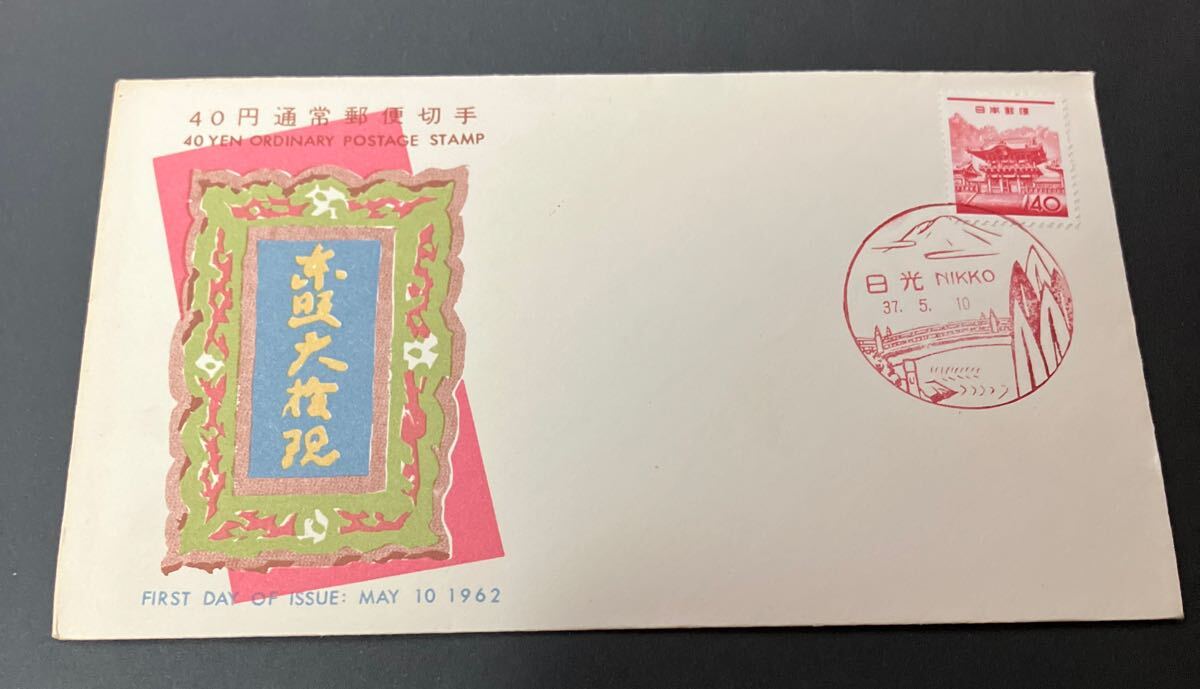 40円通常郵便切手
40 YEN ORDINARY POSTAGE STAMP
東照大権現
FIRST DAY OF ISSUE: MAY 10 1962
日本郵便
40
日光 NIKKO
37. 5. 10